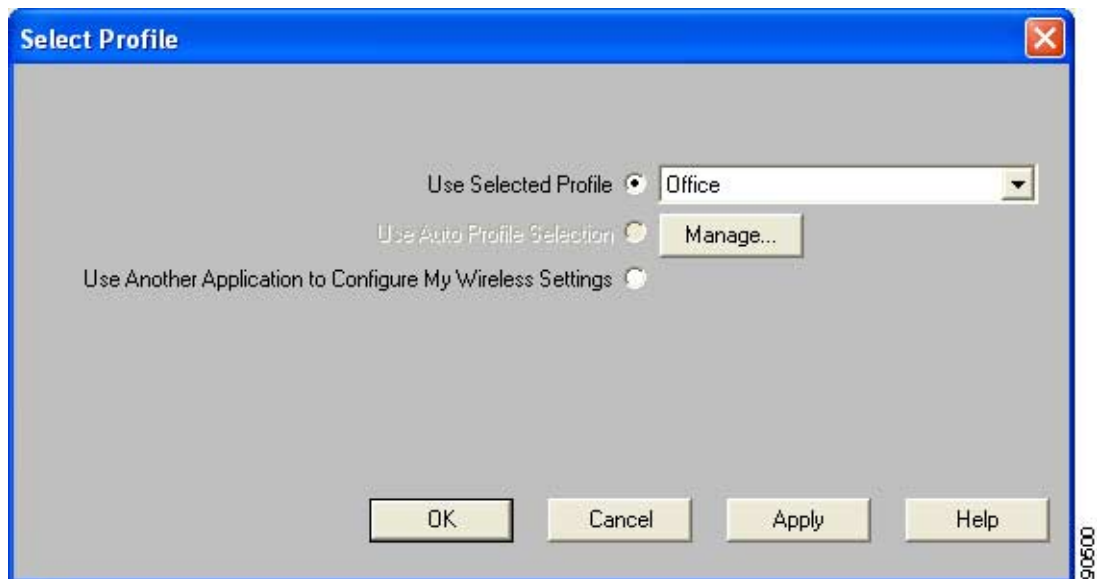 Select Profile
Use Selected Profile Office
Use Auto Profile Selection Manage...
Use Another Application to Configure My Wireless Settings
OK Cancel Apply Help
90500